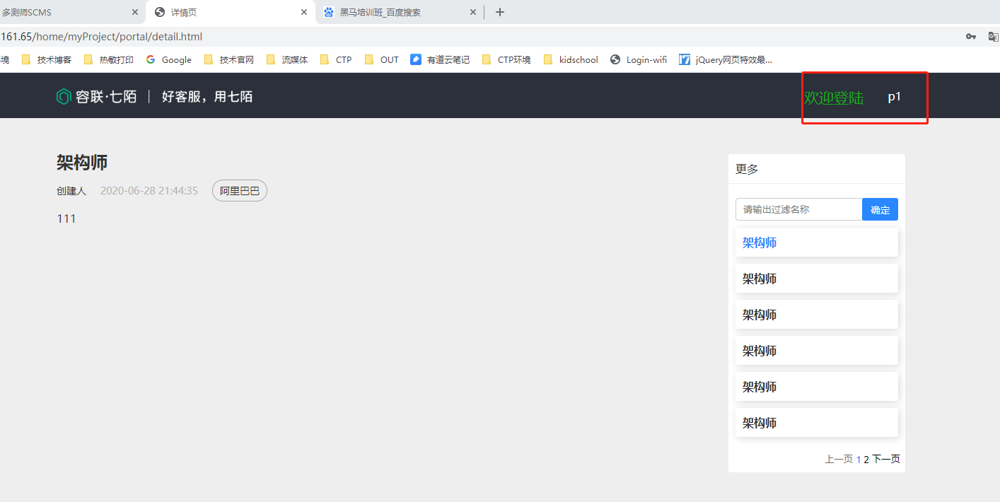 多测师SCMS 详情页 黑马培训班_百度搜索
161.65/home/myProject/portal/detail.html
境 技术博客 热敏打印 Google 技术官网 流媒体 CTP OUT 有道云笔记 CTP环境 kidschool Login-wifi jQuery网页特效最...
容联·七陌 | 好客服，用七陌 欢迎登陆 p1
架构师
创建人 2020-06-28 21:44:35 阿里巴巴
111
更多
请输出过滤名称 确定
架构师
架构师
架构师
架构师
架构师
架构师
上一页 1 2 下一页